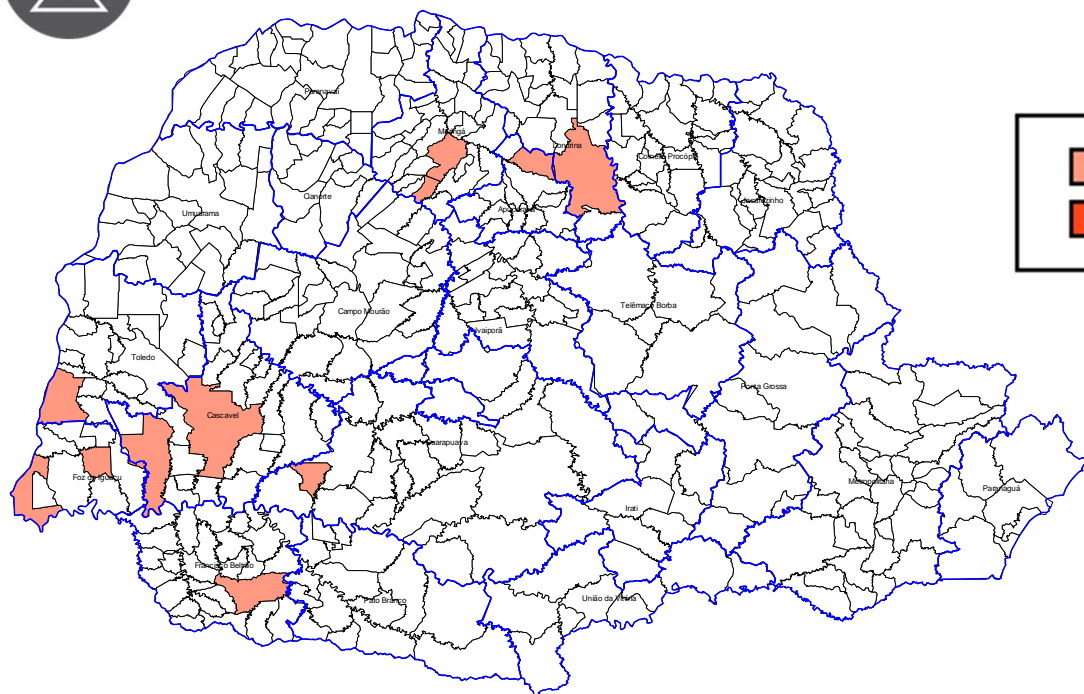 Paranavaí
Maringá
Londrina
Cornélio Procópio
Cianorte
Umuarama
Apucarana
Jacarezinho
Telêmaco Borba
Campo Mourão
Ivaiporã
Toledo
Ponta Grossa
Cascavel
Guarapuava
Foz do Iguaçu
Metropolitana
Paranaguá
Irati
Francisco Beltrão
Pato Branco
União da Vitória